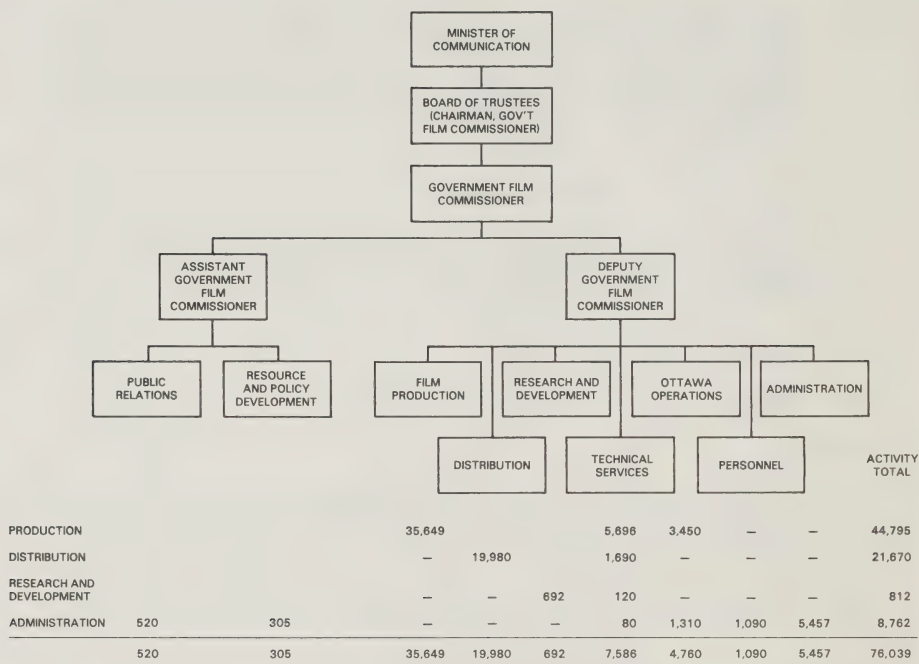 MINISTER OF
COMMUNICATION
BOARD OF TRUSTEES
(CHAIRMAN, GOV'T
FILM COMMISSIONER)
GOVERNMENT FILM
COMMISSIONER
ASSISTANT
GOVERNMENT
FILM
COMMISSIONER
DEPUTY
GOVERNMENT
FILM
COMMISSIONER
PUBLIC
RELATIONS
RESOURCE
AND POLICY
DEVELOPMENT
FILM
PRODUCTION
RESEARCH AND
DEVELOPMENT
OTTAWA
OPERATIONS
ADMINISTRATION
DISTRIBUTION
TECHNICAL
SERVICES
PERSONNEL
ACTIVITY
TOTAL
PRODUCTION 35,649 5,696 3,450 — — 44,795
DISTRIBUTION — 19,980 1,690 — — — 21,670
RESEARCH AND
DEVELOPMENT — — 692 120 — — — 812
ADMINISTRATION 520 305 — — — 80 1,310 1,090 5,457 8,762
520 305 35,649 19,980 692 7,586 4,760 1,090 5,457 76,039